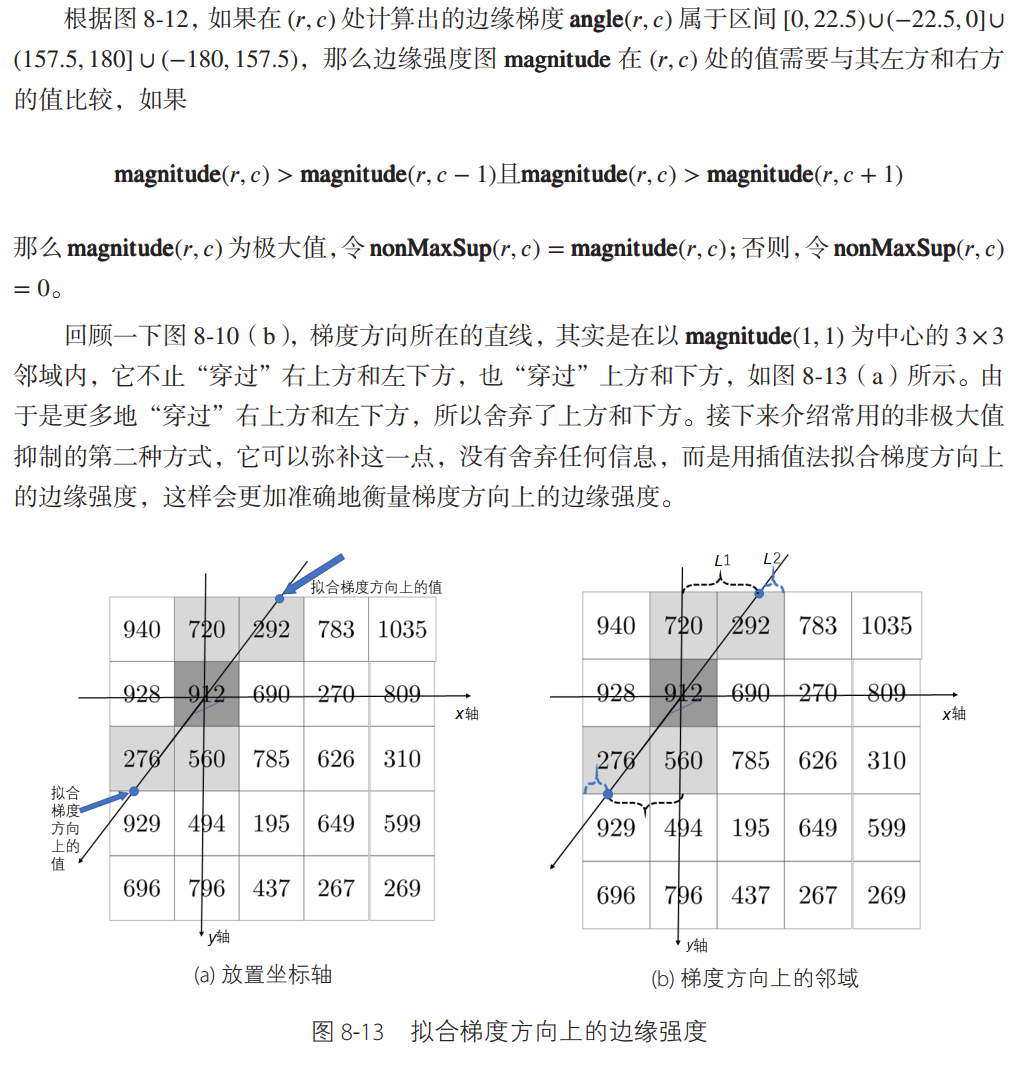 根据图 8-12，如果在 (r, c) 处计算出的边缘梯度 angle(r, c) 属于区间 [0, 22.5)∪(−22.5, 0]∪
(157.5, 180] ∪ (−180, 157.5)，那么边缘强度图 magnitude 在 (r, c) 处的值需要与其左方和右方
的值比较，如果
magnitude(r, c) > magnitude(r, c − 1)且magnitude(r, c) > magnitude(r, c + 1)
那么 magnitude(r, c) 为极大值，令 nonMaxSup(r, c) = magnitude(r, c)；否则，令 nonMaxSup(r, c)
= 0。
回顾一下图 8-10（b），梯度方向所在的直线，其实是在以 magnitude(1, 1) 为中心的 3×3
邻域内，它不止“穿过”右上方和左下方，也“穿过”上方和下方，如图 8-13（a）所示。由
于是更多地“穿过”右上方和左下方，所以舍弃了上方和下方。接下来介绍常用的非极大值
抑制的第二种方式，它可以弥补这一点，没有舍弃任何信息，而是用插值法拟合梯度方向上
的边缘强度，这样会更加准确地衡量梯度方向上的边缘强度。
拟合梯度方向上的值
940 720 292 783 1035
928 912 690 270 809
x轴
276 560 785 626 310
拟合
梯度
方向
上的
值
929 494 195 649 599
696 796 437 267 269
y轴
(a) 放置坐标轴
L1 L2
940 720 292 783 1035
928 912 690 270 809
x轴
276 560 785 626 310
929 494 195 649 599
696 796 437 267 269
y轴
(b) 梯度方向上的邻域
图 8-13 拟合梯度方向上的边缘强度